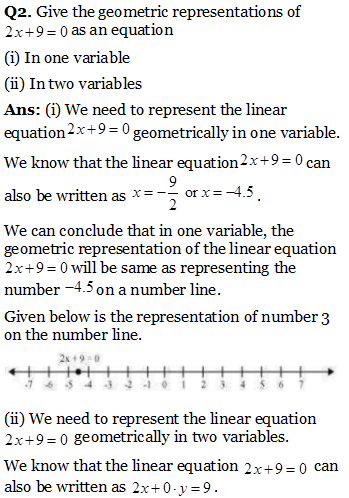 Q2. Give the geometric representations of
2x+9=0 as an equation
(i) In one variable
(ii) In two variables
Ans: (i) We need to represent the linear
equation 2x+9=0 geometrically in one variable.
We know that the linear equation 2x+9=0 can
also be written as x=-9/2 or x=-4.5.
We can conclude that in one variable, the
geometric representation of the linear equation
2x+9=0 will be same as representing the
number -4.5 on a number line.
Given below is the representation of number 3
on the number line.
2x+9=0
-7 -6 -5 -4 -3 -2 -1 0 1 2 3 4 5 6 7
(ii) We need to represent the linear equation
2x+9=0 geometrically in two variables.
We know that the linear equation 2x+9=0 can
also be written as 2x+0·y=9.